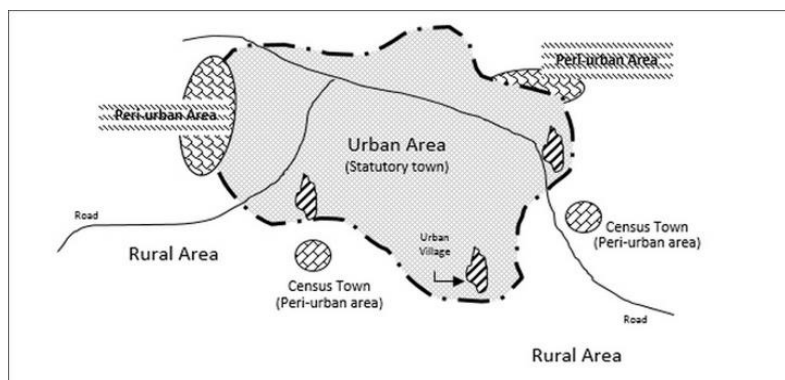 Peri-urban Area
Peri-urban Area
Urban Area
(Statutory town)
Road
Rural Area
Urban
Village
Census Town
(Peri-urban area)
Census Town
(Peri-urban area)
Road
Rural Area